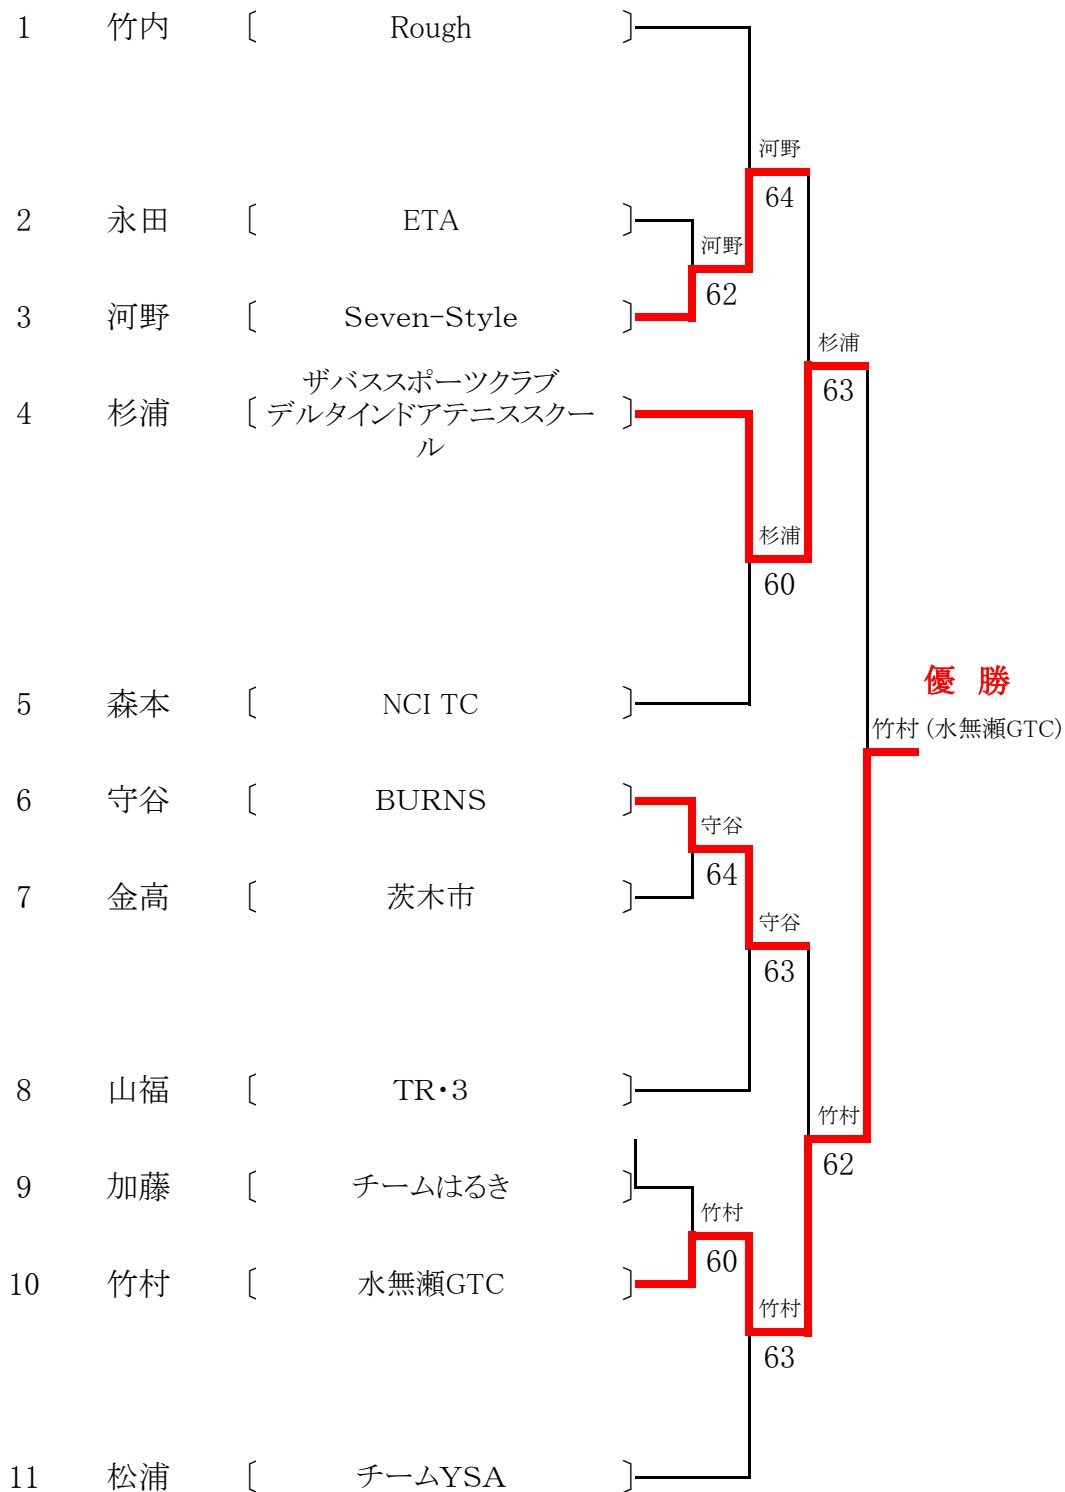 1 竹内 〔 Rough 〕
河野
64
2 永田 〔 ETA 〕
河野
62
3 河野 〔 Seven-Style 〕
杉浦
63
4 杉浦 〔 ザバススポーツクラブ
デルタインドアテニススクー
ル 〕
杉浦
60
5 森本 〔 NCI TC 〕
優 勝
竹村 (水無瀬GTC)
6 守谷 〔 BURNS 〕
守谷
64
7 金高 〔 茨木市 〕
守谷
63
8 山福 〔 TR・3 〕
竹村
62
9 加藤 〔 チームはるき 〕
竹村
60
10 竹村 〔 水無瀬GTC 〕
竹村
63
11 松浦 〔 チームYSA 〕